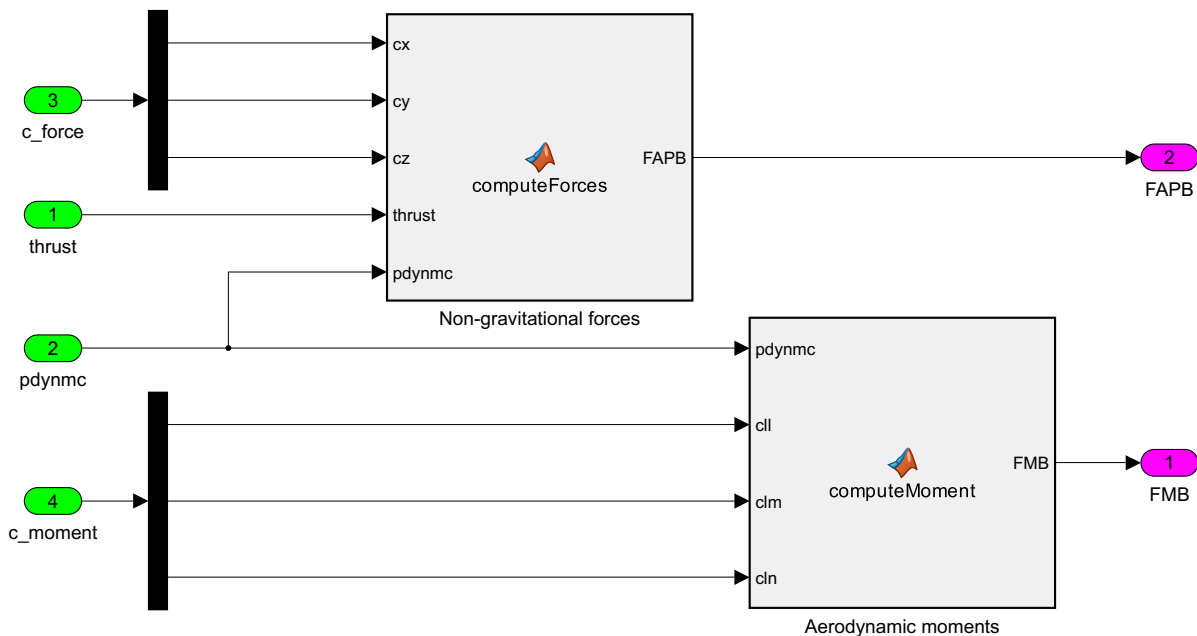 3
c_force
1
thrust
2
pdynmc
4
c_moment
cx
cy
cz
thrust
pdynmc
computeForces
FAPB
Non-gravitational forces
pdynmc
cll
clm
cln
computeMoment
FMB
Aerodynamic moments
2
FAPB
1
FMB